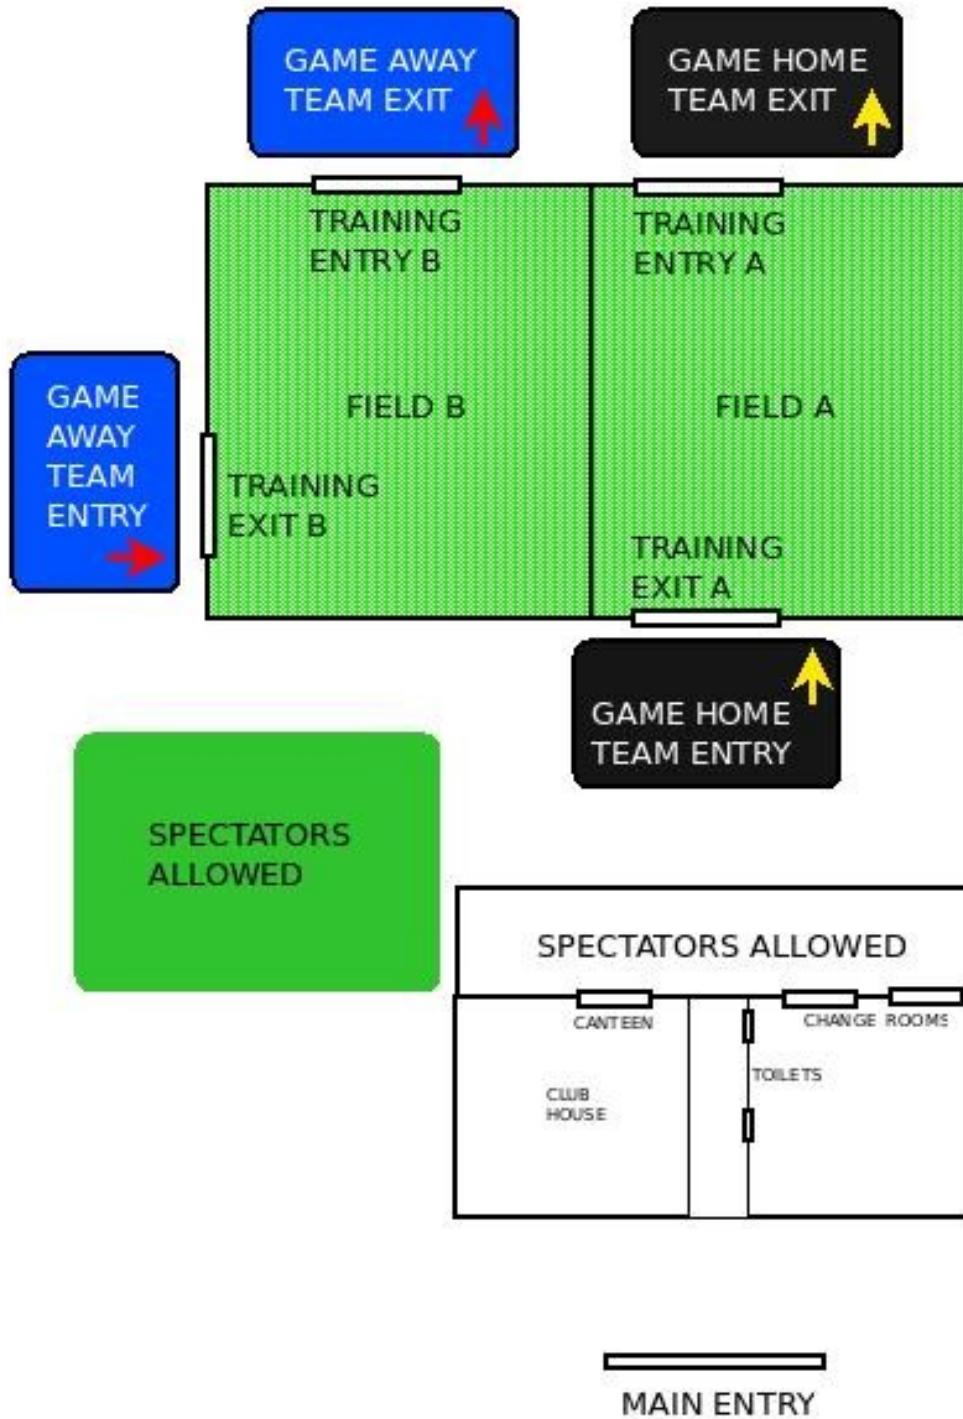 GAME AWAY
TEAM EXIT
GAME HOME
TEAM EXIT
TRAINING
ENTRY B
TRAINING
ENTRY A
GAME
AWAY
TEAM
ENTRY
FIELD B
FIELD A
TRAINING
EXIT B
TRAINING
EXIT A
GAME HOME
TEAM ENTRY
SPECTATORS
ALLOWED
SPECTATORS ALLOWED
CANTEEN
CHANGE ROOMS
TOILETS
CLUB
HOUSE
MAIN ENTRY